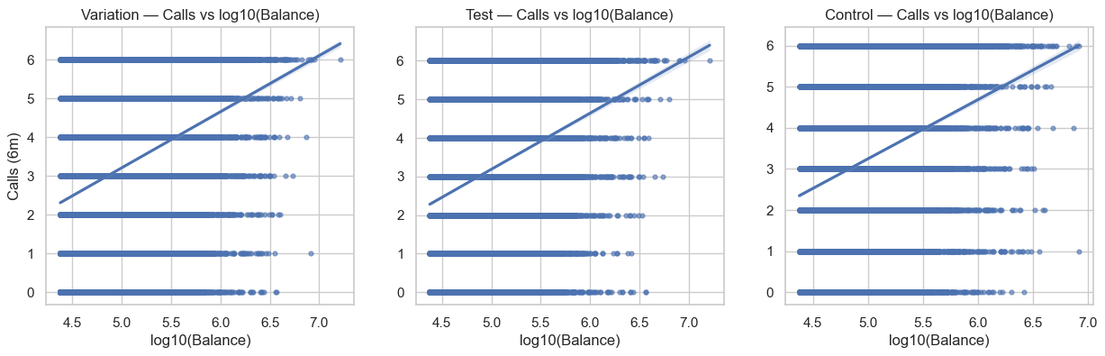 Variation — Calls vs log10(Balance)
Test — Calls vs log10(Balance)
Control — Calls vs log10(Balance)
Calls (6m)
6
5
4
3
2
1
0
4.5 5.0 5.5 6.0 6.5 7.0
log10(Balance)
6
5
4
3
2
1
0
4.5 5.0 5.5 6.0 6.5 7.0
log10(Balance)
6
5
4
3
2
1
0
4.5 5.0 5.5 6.0 6.5 7.0
log10(Balance)